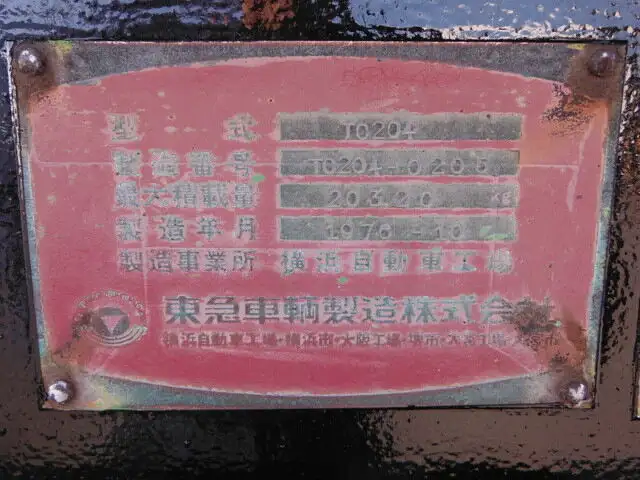 型 式 TO204
製造番号 TO204-0205
最大積載量 20320 kg
製造年月 1976-10
製造事業所 横浜自動車工場
東急車輌製造株式会社
横浜自動車工場・横浜市・大阪工場・堺市・